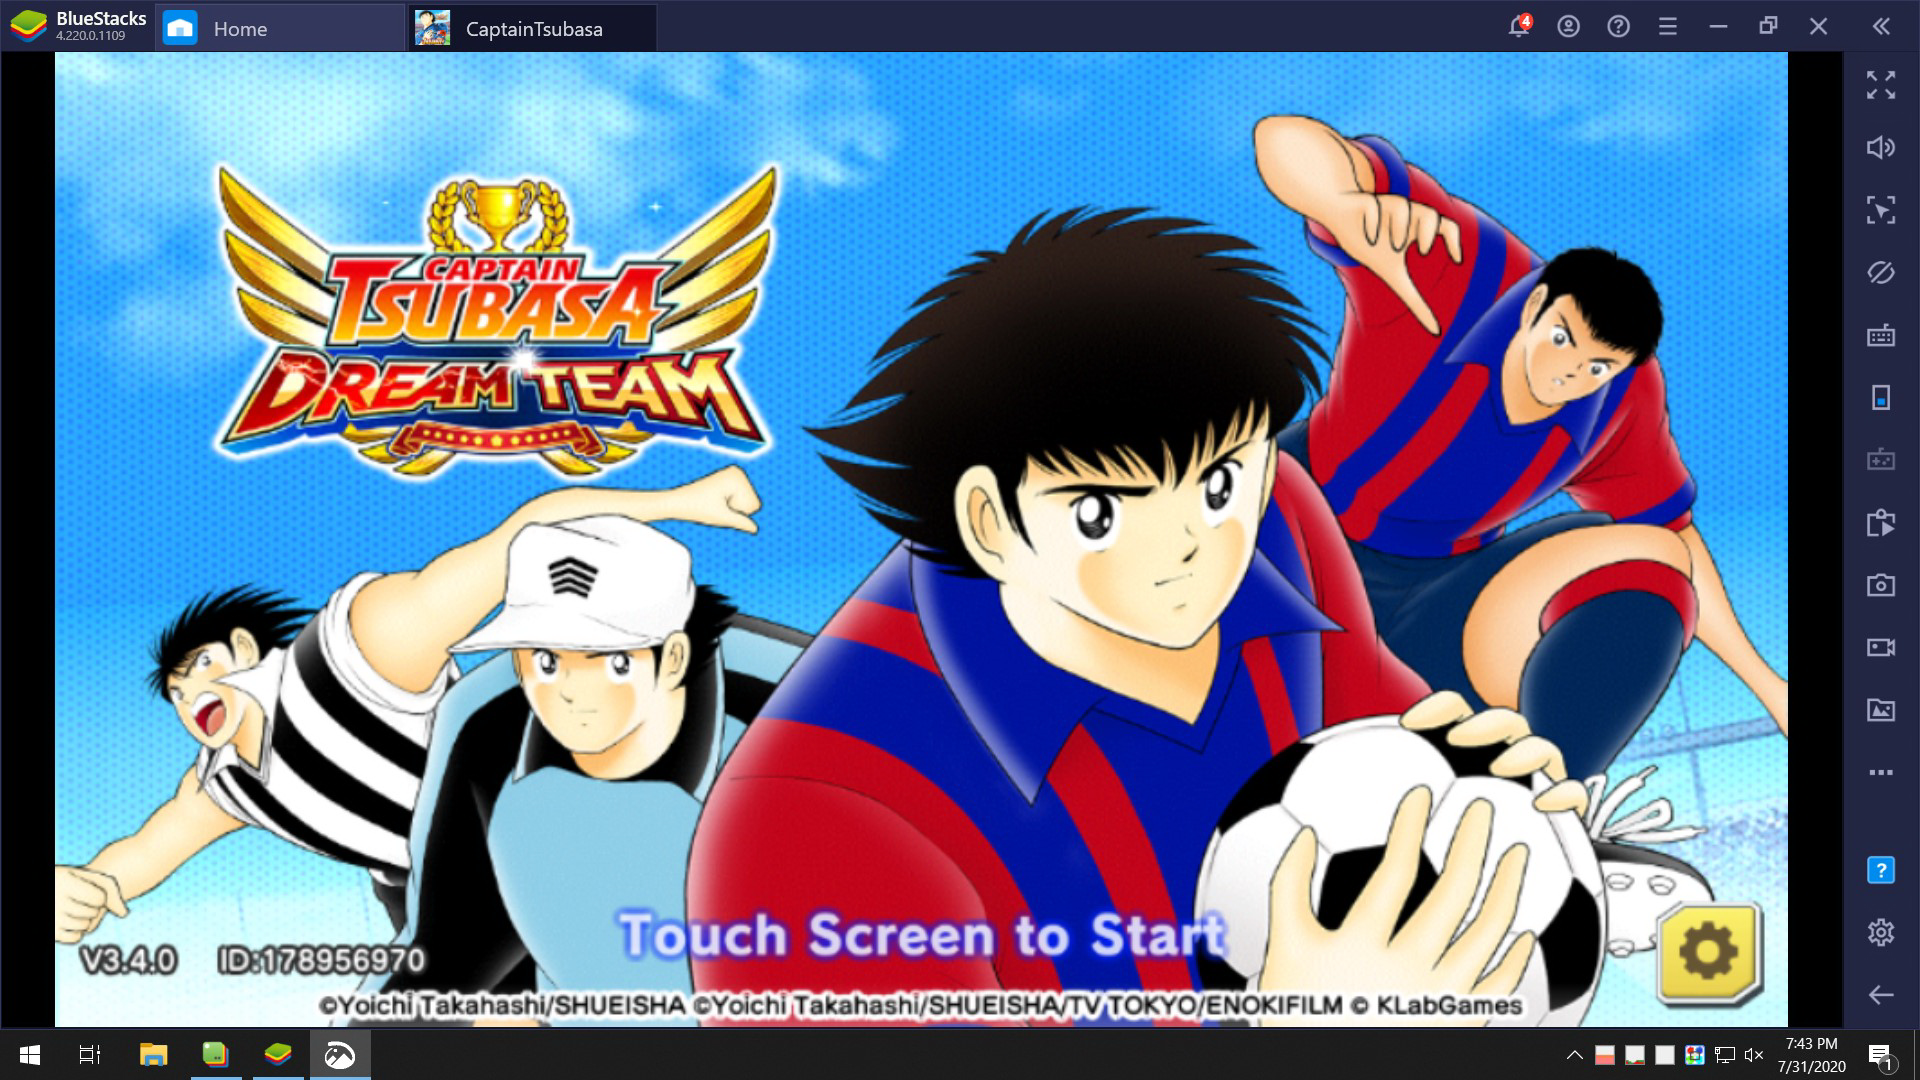 BlueStacks
4.220.0.1109
Home
CaptainTsubasa
4
CAPTAIN
TSUBASA
DREAM TEAM
Touch Screen to Start
V3.4.0 ID:178956970
©Yoichi Takahashi/SHUEISHA ©Yoichi Takahashi/SHUEISHA/TV TOKYO/ENOKIFILM © KLabGames
?
7:43 PM
7/31/2020
1